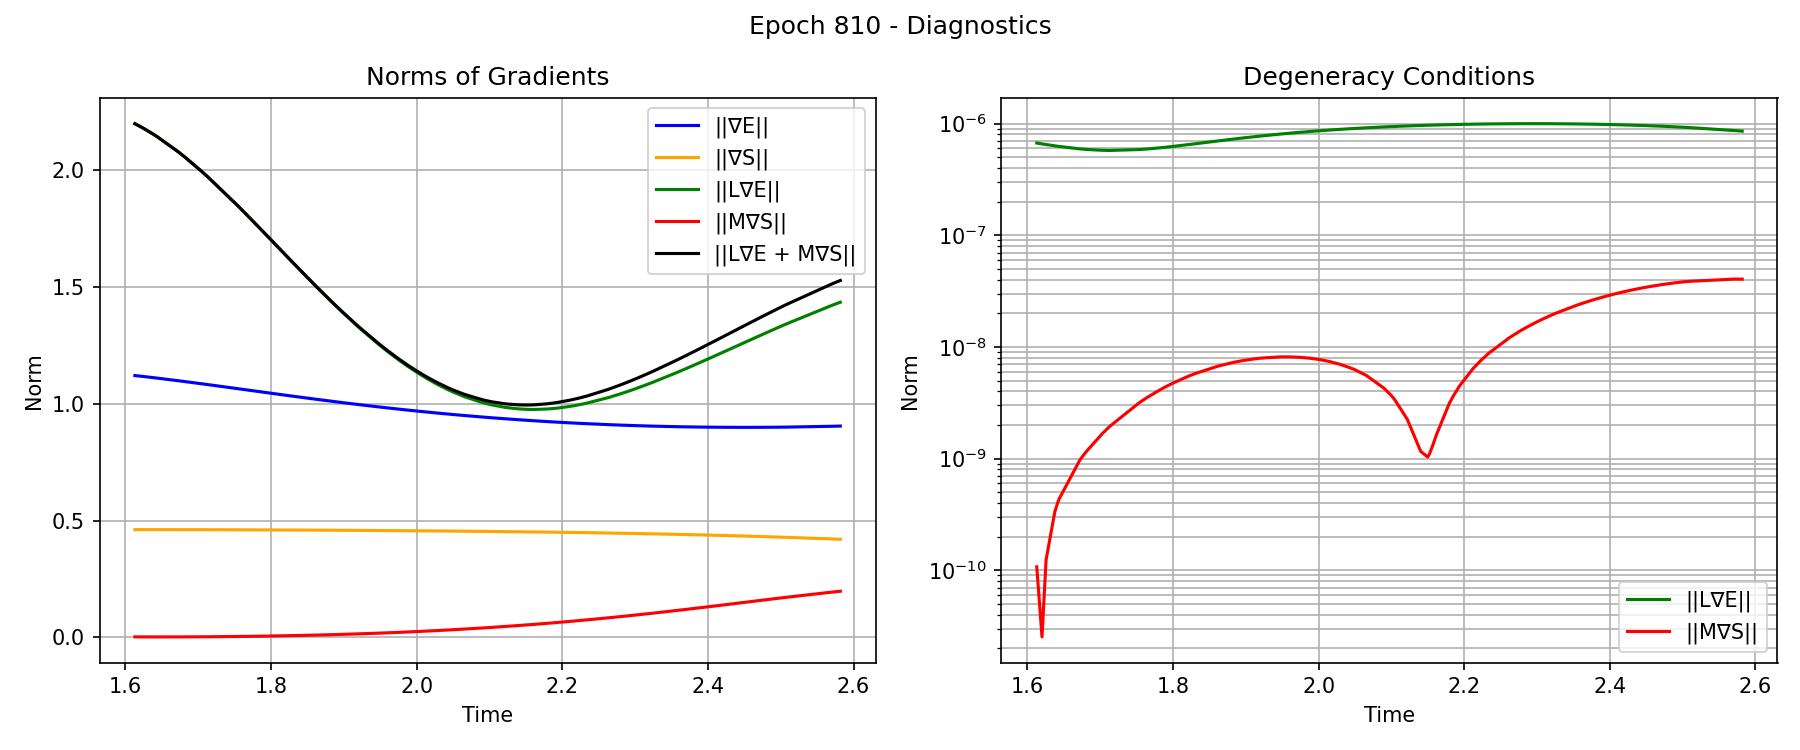 Epoch 810 - Diagnostics
Norms of Gradients
Norm
2.0
1.5
1.0
0.5
0.0
1.6 1.8 2.0 2.2 2.4 2.6
Time
||∇E||
||∇S||
||L∇E||
||M∇S||
||L∇E + M∇S||
Degeneracy Conditions
Norm
10⁻⁶
10⁻⁷
10⁻⁸
10⁻⁹
10⁻¹⁰
1.6 1.8 2.0 2.2 2.4 2.6
Time
||L∇E||
||M∇S||